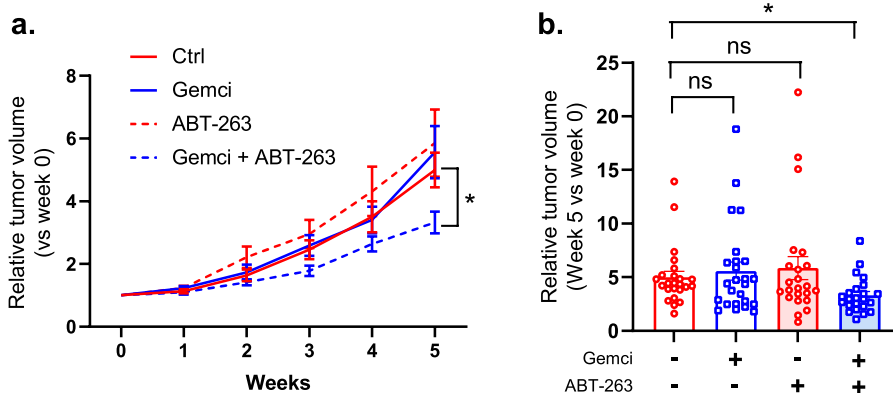 a.
Ctrl
Gemci
ABT-263
Gemci + ABT-263
Relative tumor volume
(vs week 0)
8
6
4
2
0
*
0 1 2 3 4 5
Weeks
b.
*
ns
ns
Relative tumor volume
(Week 5 vs week 0)
25
20
15
10
5
0
Gemci - + - +
ABT-263 - - + +